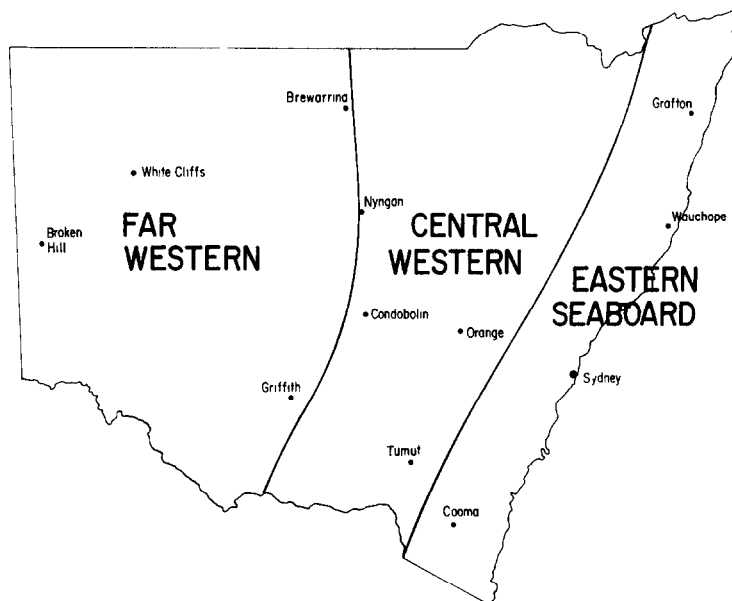 Brewarrina
Grafton
White Cliffs
Nyngan
Wauchope
Broken
Hill
FAR
WESTERN
CENTRAL
WESTERN
EASTERN
SEABOARD
Condobolin
Orange
Sydney
Griffith
Tumut
Cooma